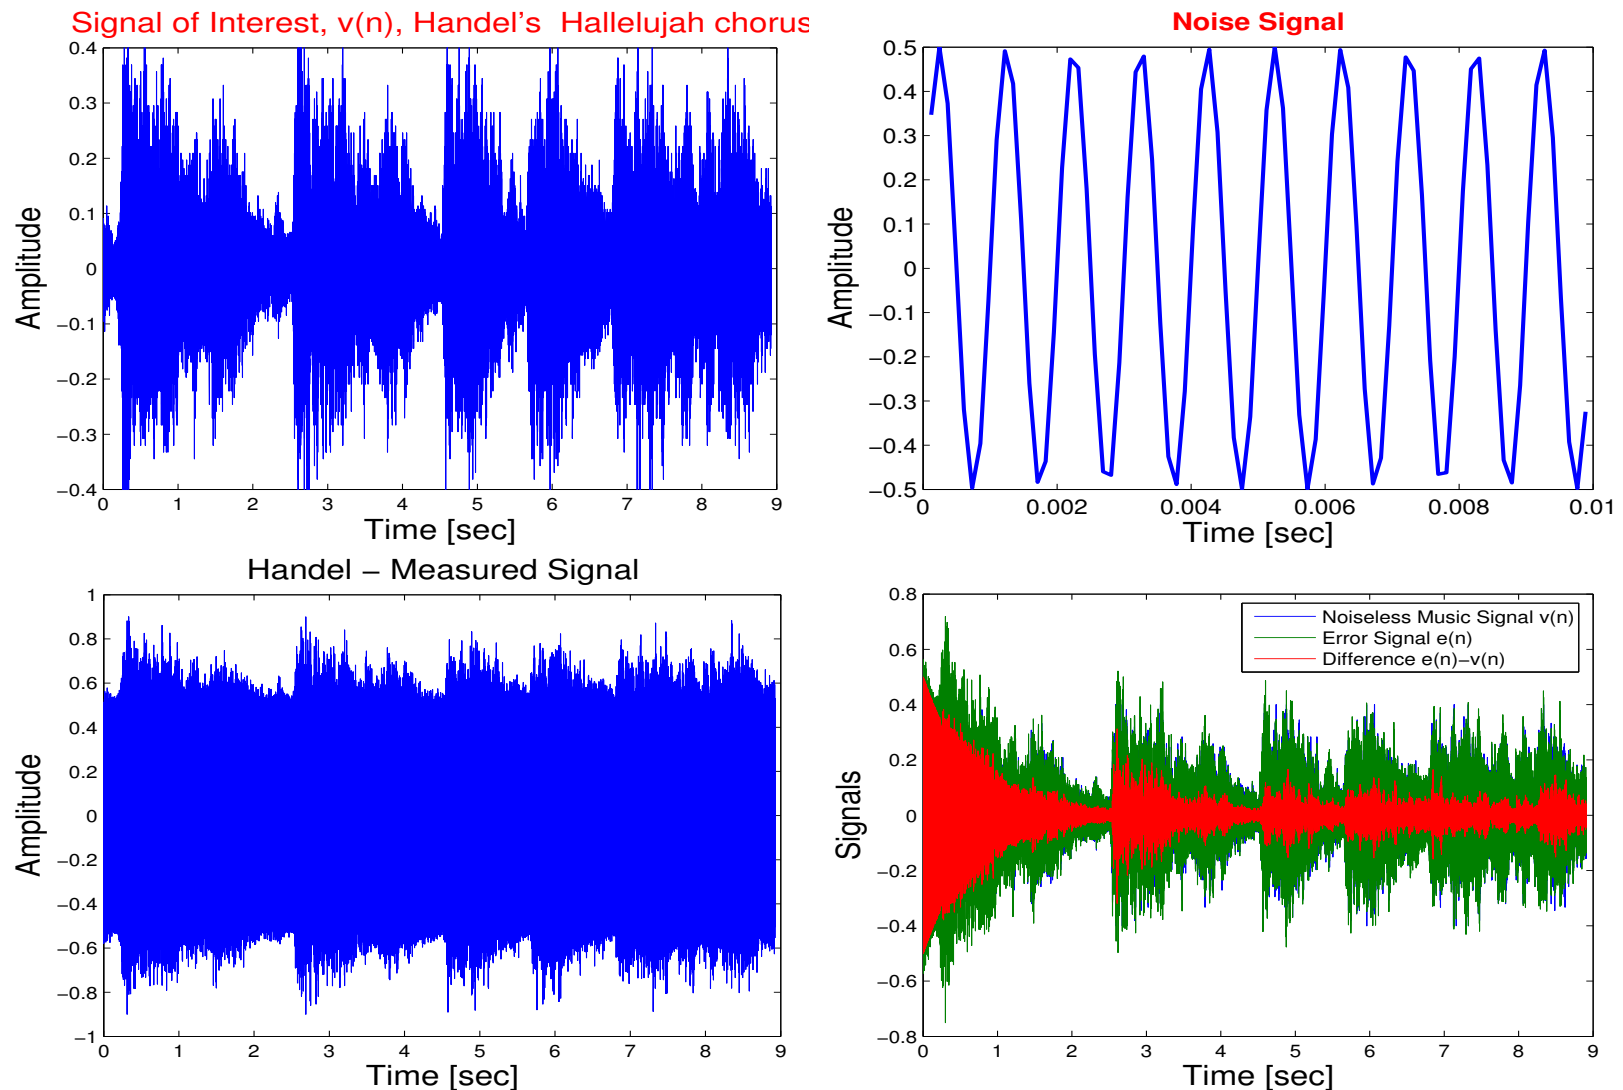 Signal of Interest, v(n), Handel's  Hallelujah chorus
0.4
0.3
0.2
0.1
0
−0.1
−0.2
−0.3
−0.4
Amplitude
0 1 2 3 4 5 6 7 8 9
Time [sec]
Noise Signal
0.5
0.4
0.3
0.2
0.1
0
−0.1
−0.2
−0.3
−0.4
−0.5
Amplitude
0 0.002 0.004 0.006 0.008 0.01
Time [sec]
Handel − Measured Signal
1
0.8
0.6
0.4
0.2
0
−0.2
−0.4
−0.6
−0.8
−1
Amplitude
0 1 2 3 4 5 6 7 8 9
Time [sec]
0.8
0.6
0.4
0.2
0
−0.2
−0.4
−0.6
−0.8
Signals
Noiseless Music Signal v(n)
Error Signal e(n)
Difference e(n)−v(n)
0 1 2 3 4 5 6 7 8 9
Time [sec]